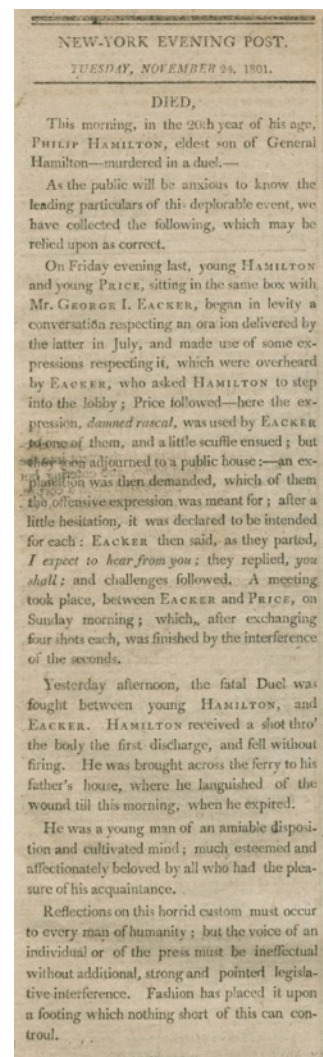 NEW-YORK EVENING POST.
TUESDAY, NOVEMBER 24, 1801.
DIED,
This morning, in the 20th year of his age,
PHILIP HAMILTON, eldest son of General
Hamilton—murdered in a duel.—
As the public will be anxious to know the
leading particulars of this deplorable event, we
have collected the following, which may be
relied upon as correct.
On Friday evening last, young HAMILTON
and young PRICE, sitting in the same box with
Mr. GEORGE I. EACKER, began in levity a
conversation respecting an ora ion delivered by
the latter in July, and made use of some ex-
pressions respecting it, which were overheard
by EACKER, who asked HAMILTON to step
into the lobby; Price followed—here the ex-
pression, damned rascal, was used by EACKER
to one of them, and a little scuffle ensued; but
they soon adjourned to a public house:—an ex-
planation was then demanded, which of them
the offensive expression was meant for; after a
little hesitation, it was declared to be intended
for each: EACKER then said, as they parted,
I expect to hear from you; they replied, you
shall; and challenges followed. A meeting
took place, between EACKER and PRICE, on
Sunday morning; which, after exchanging
four shots each, was finished by the interference
of the seconds.
Yesterday afternoon, the fatal Duel was
fought between young HAMILTON, and
EACKER. HAMILTON received a shot thro'
the body the first discharge, and fell without
firing. He was brought across the ferry to his
father's house, where he languished of the
wound till this morning, when he expired.
He was a young man of an amiable disposi-
tion and cultivated mind; much esteemed and
affectionately beloved by all who had the plea-
sure of his acquaintance.
Reflections on this horrid custom must occur
to every man of humanity; but the voice of an
individual or of the press must be ineffectual
without additional, strong and pointed legisla-
tive interference. Fashion has placed it upon
a footing which nothing short of this can con-
troul.